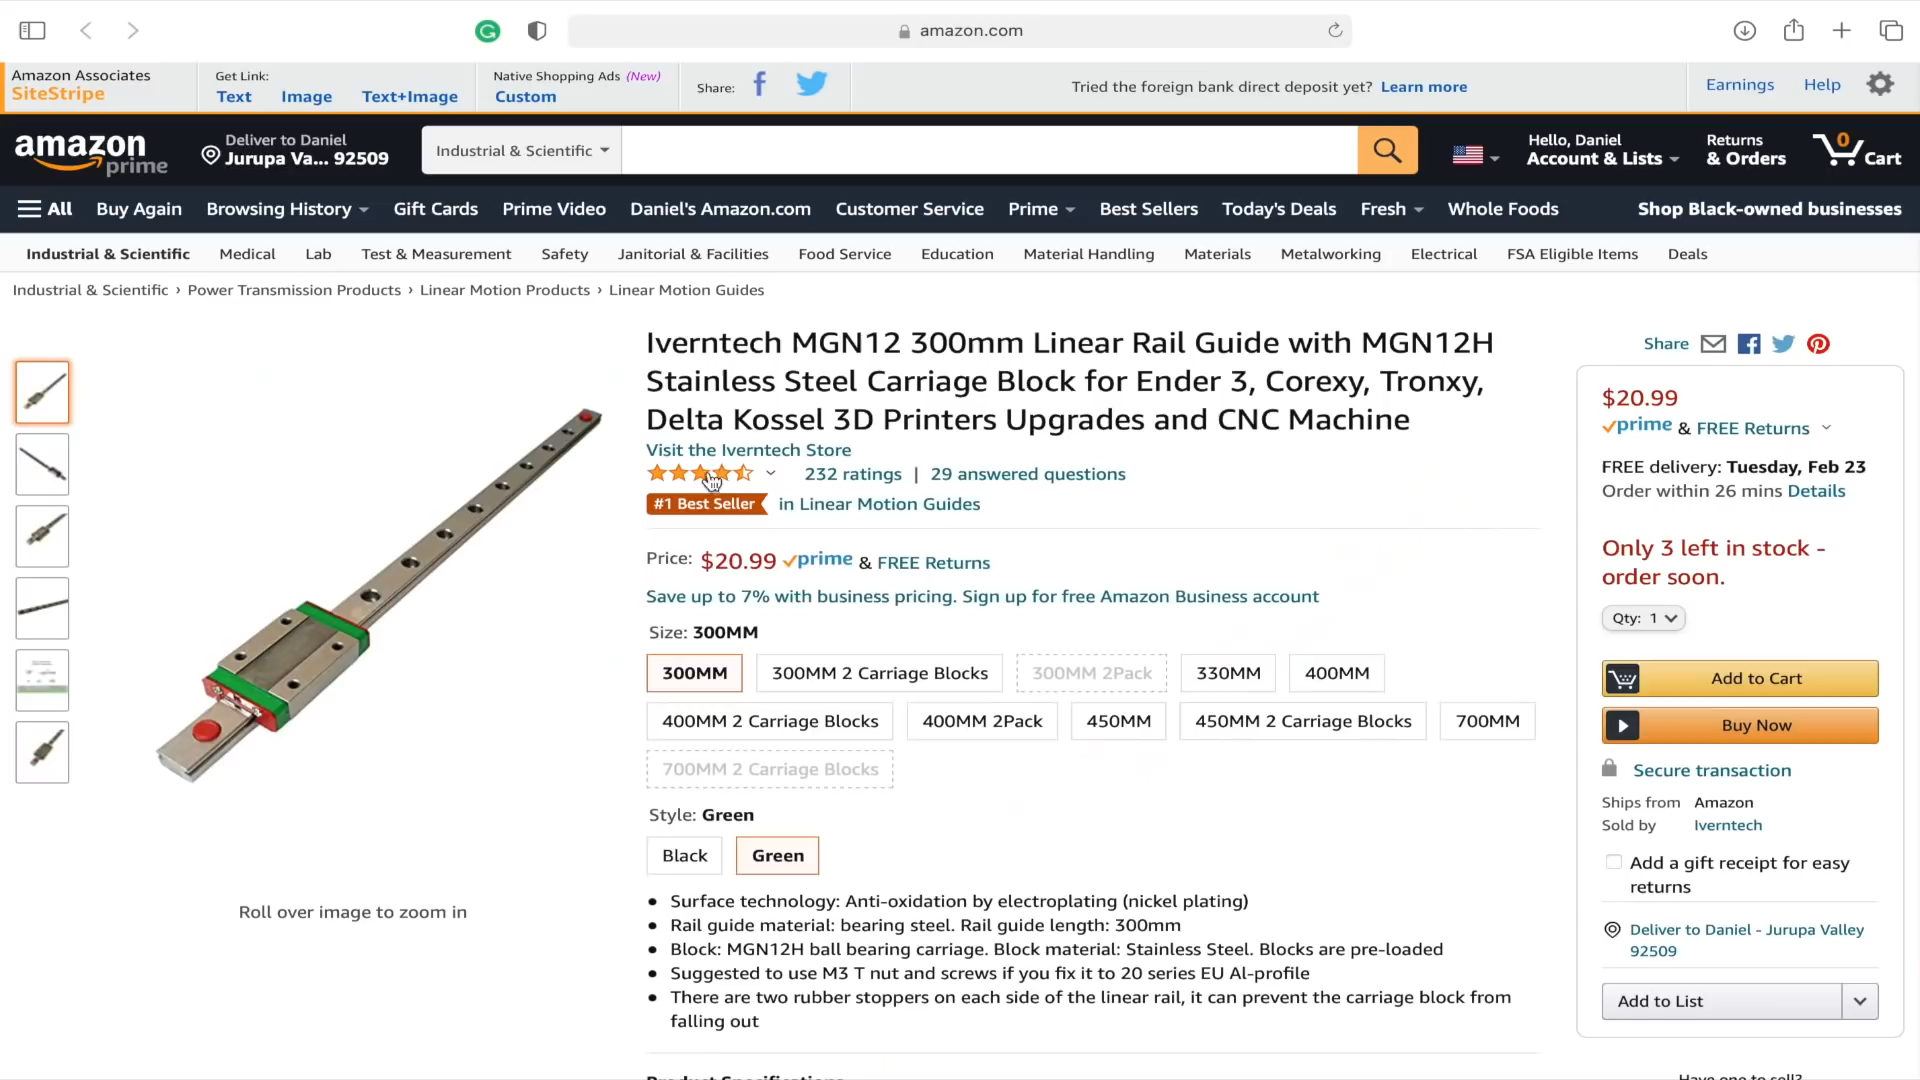 amazon.com
Amazon Associates
SiteStripe
Get Link:
Text Image Text+Image
Native Shopping Ads (New)
Custom
Share:
Tried the foreign bank direct deposit yet? Learn more
Earnings Help
amazon prime
Deliver to Daniel
Jurupa Va... 92509
Industrial & Scientific
Hello, Daniel
Account & Lists
Returns
& Orders
0
Cart
All Buy Again Browsing History Gift Cards Prime Video Daniel's Amazon.com Customer Service Prime Best Sellers Today's Deals Fresh Whole Foods Shop Black-owned businesses
Industrial & Scientific Medical Lab Test & Measurement Safety Janitorial & Facilities Food Service Education Material Handling Materials Metalworking Electrical FSA Eligible Items Deals
Industrial & Scientific › Power Transmission Products › Linear Motion Products › Linear Motion Guides
Iverntech MGN12 300mm Linear Rail Guide with MGN12H
Stainless Steel Carriage Block for Ender 3, Corexy, Tronxy,
Delta Kossel 3D Printers Upgrades and CNC Machine
Visit the Iverntech Store
232 ratings | 29 answered questions
#1 Best Seller in Linear Motion Guides
Price: $20.99 prime & FREE Returns
Save up to 7% with business pricing. Sign up for free Amazon Business account
Size: 300MM
300MM 300MM 2 Carriage Blocks 300MM 2Pack 330MM 400MM
400MM 2 Carriage Blocks 400MM 2Pack 450MM 450MM 2 Carriage Blocks 700MM
700MM 2 Carriage Blocks
Style: Green
Black Green
Roll over image to zoom in
• Surface technology: Anti-oxidation by electroplating (nickel plating)
• Rail guide material: bearing steel. Rail guide length: 300mm
• Block: MGN12H ball bearing carriage. Block material: Stainless Steel. Blocks are pre-loaded
• Suggested to use M3 T nut and screws if you fix it to 20 series EU Al-profile
• There are two rubber stoppers on each side of the linear rail, it can prevent the carriage block from
falling out
Product Specifications
Share
$20.99
prime & FREE Returns
FREE delivery: Tuesday, Feb 23
Order within 26 mins Details
Only 3 left in stock -
order soon.
Qty: 1
Add to Cart
Buy Now
Secure transaction
Ships from Amazon
Sold by Iverntech
Add a gift receipt for easy
returns
Deliver to Daniel - Jurupa Valley
92509
Add to List
Have one to sell?